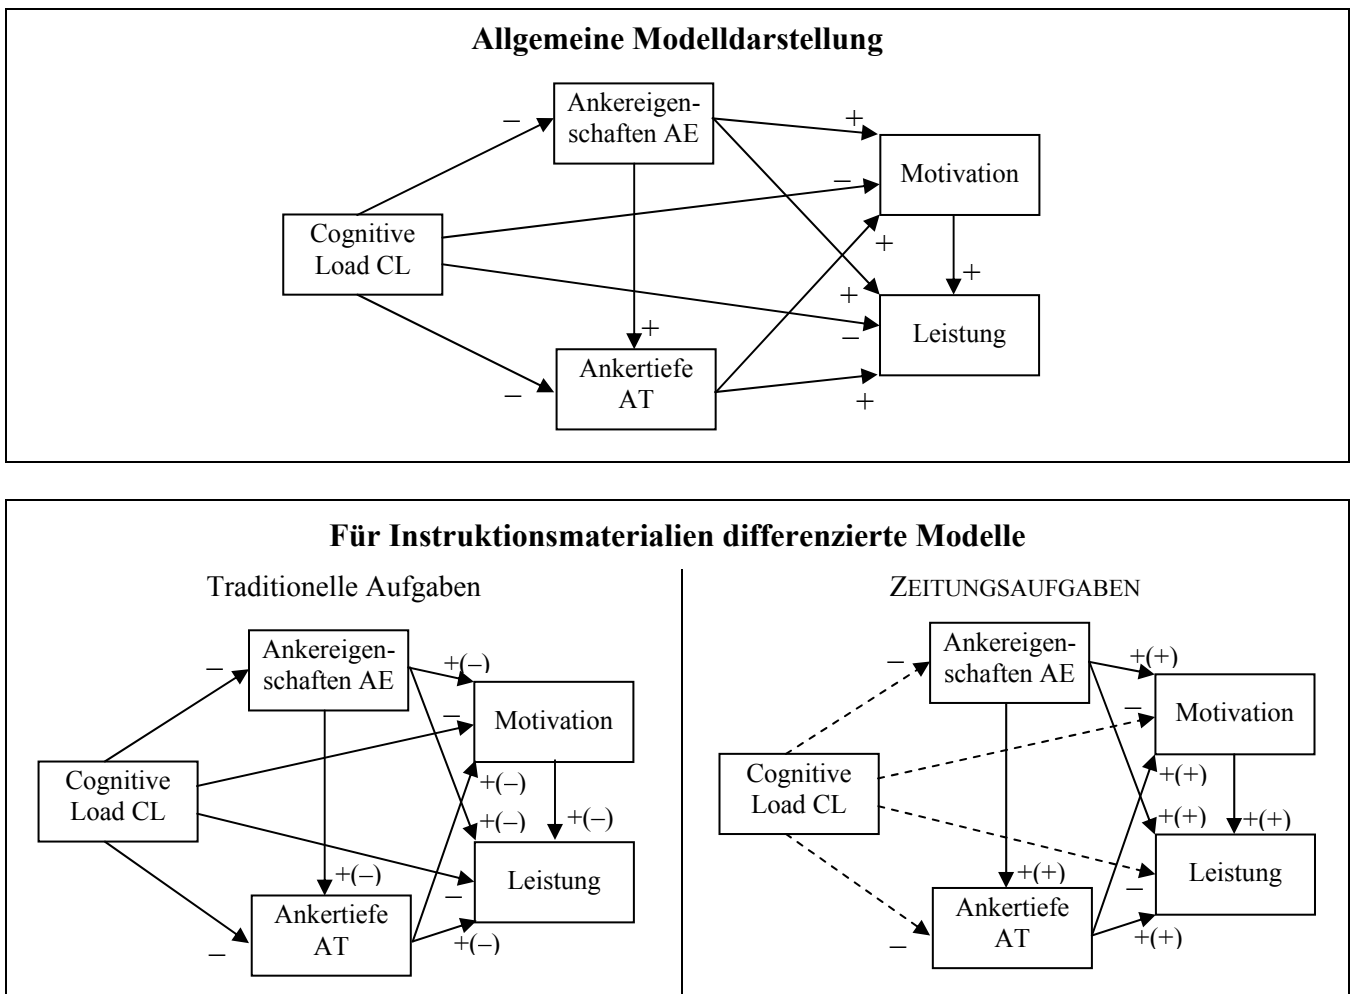 Allgemeine Modelldarstellung
Ankereigen-
schaften AE
–
+
Motivation
–
Cognitive
Load CL
+
+
+
Leistung
–
+
Ankertiefe
AT
–
+
Für Instruktionsmaterialien differenzierte Modelle
Traditionelle Aufgaben
Ankereigen-
schaften AE
–
+(–)
–
Motivation
Cognitive
Load CL
+(–)
+(–)
+(–)
Leistung
+(–)
–
Ankertiefe
AT
–
+(–)
ZEITUNGSAUFGABEN
Ankereigen-
schaften AE
–
+(+)
–
Motivation
Cognitive
Load CL
+(+)
+(+)
+(+)
Leistung
+(+)
–
Ankertiefe
AT
–
+(+)